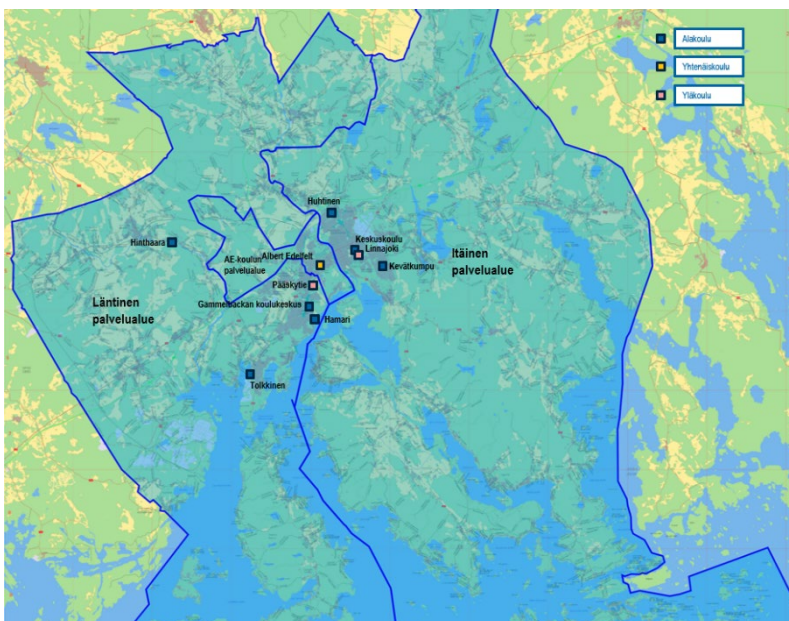 Alakoulu
Yhtenäiskoulu
Yläkoulu
Huhtinen
Hinthaara
Keskuskoulu
Linnajoki
Itäinen
palvelualue
AE-koulun
palvelualue
Albert Edelfelt
Kevätkumpu
Läntinen
palvelualue
Pääskytie
Gammelbackan koulukeskus
Hamari
Tolkkinen